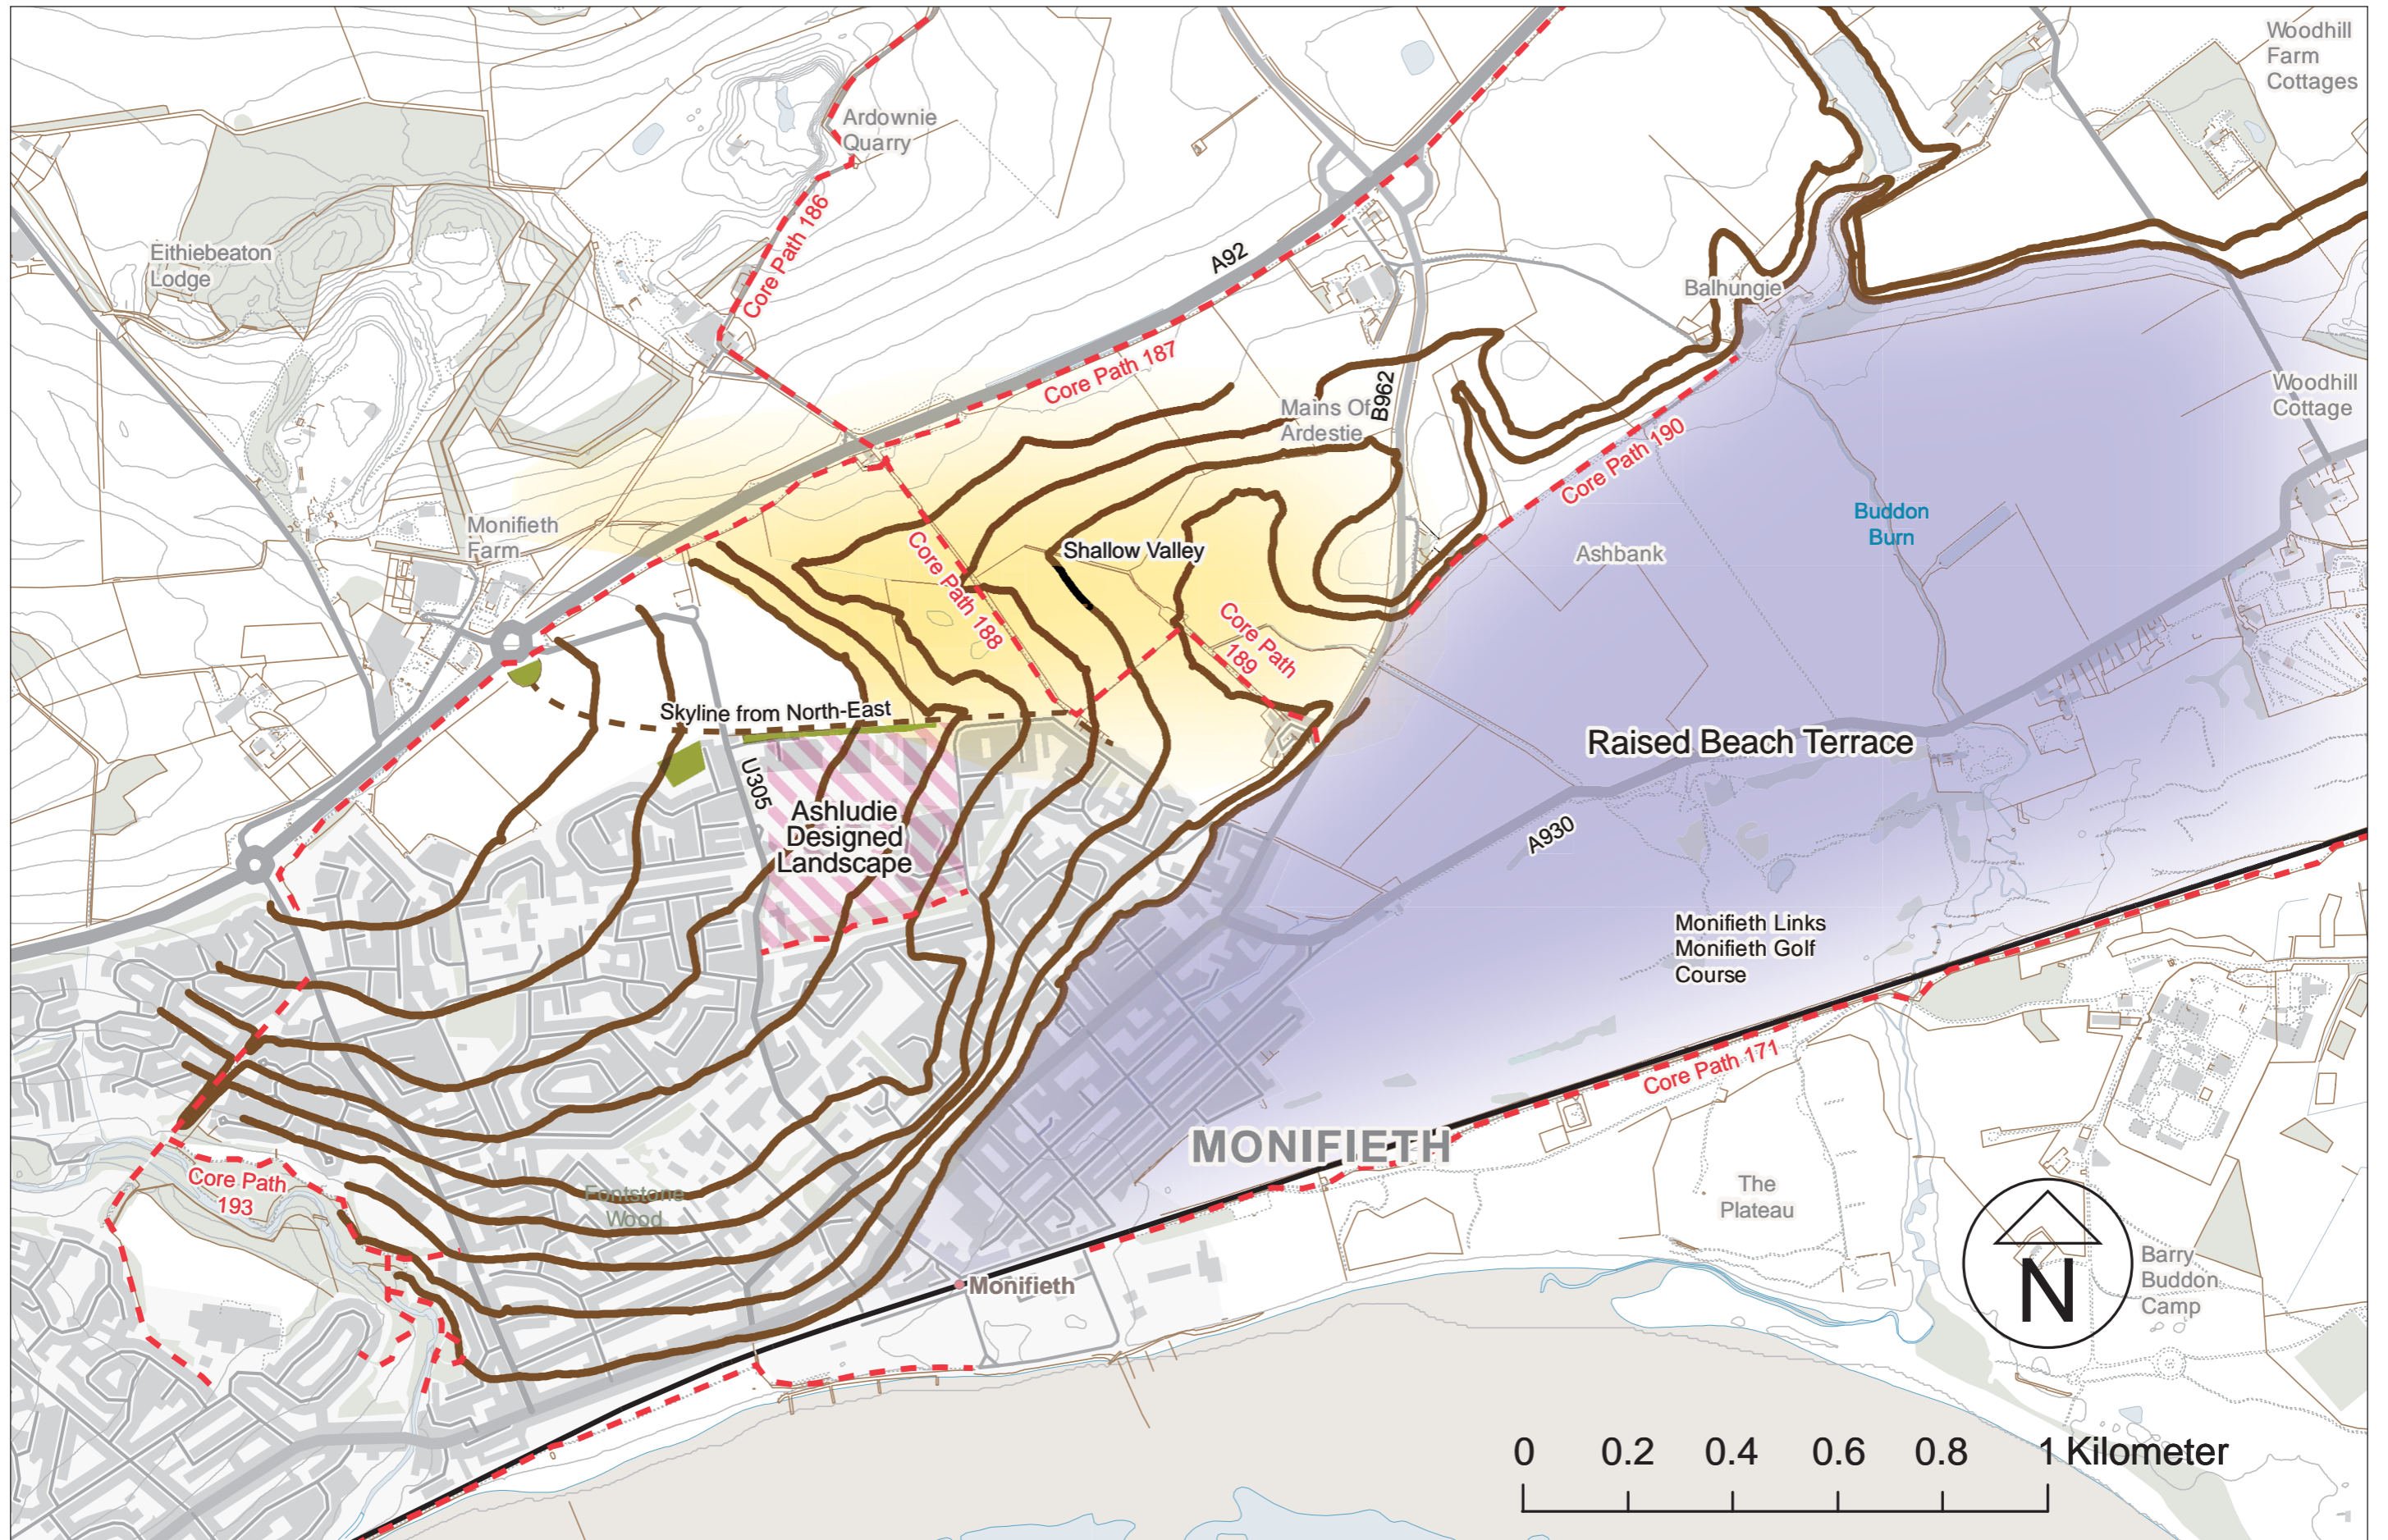 Woodhill
Farm
Cottages
Ardownie
Quarry
Core Path 186
Eithiebeaton
Lodge
A92
Balhungie
Core Path 187
B962
Mains Of
Ardestie
Woodhill
Cottage
Core Path 190
Monifieth
Farm
Buddon
Burn
Shallow Valley
Ashbank
Core Path 188
Core Path
189
Skyline from North-East
Raised Beach Terrace
U305
Ashludie
Designed
Landscape
A930
Monifieth Links
Monifieth Golf
Course
Core Path 171
MONIFIETH
Core Path
193
Fontstone
Wood
The
Plateau
N
Barry
Buddon
Camp
Monifieth
0 0.2 0.4 0.6 0.8 1 Kilometer